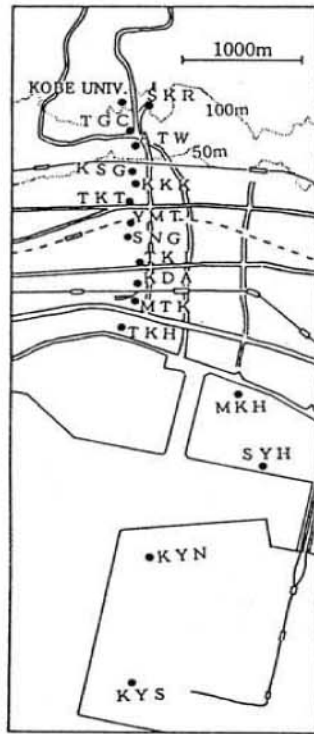 1000m
KOBE UNIV.
SKR
100m
TGC
TW
50m
KSG
KKK
TKT
YMT
SNG
KDA
MTK
TKH
MKH
SYH
KYN
KYS